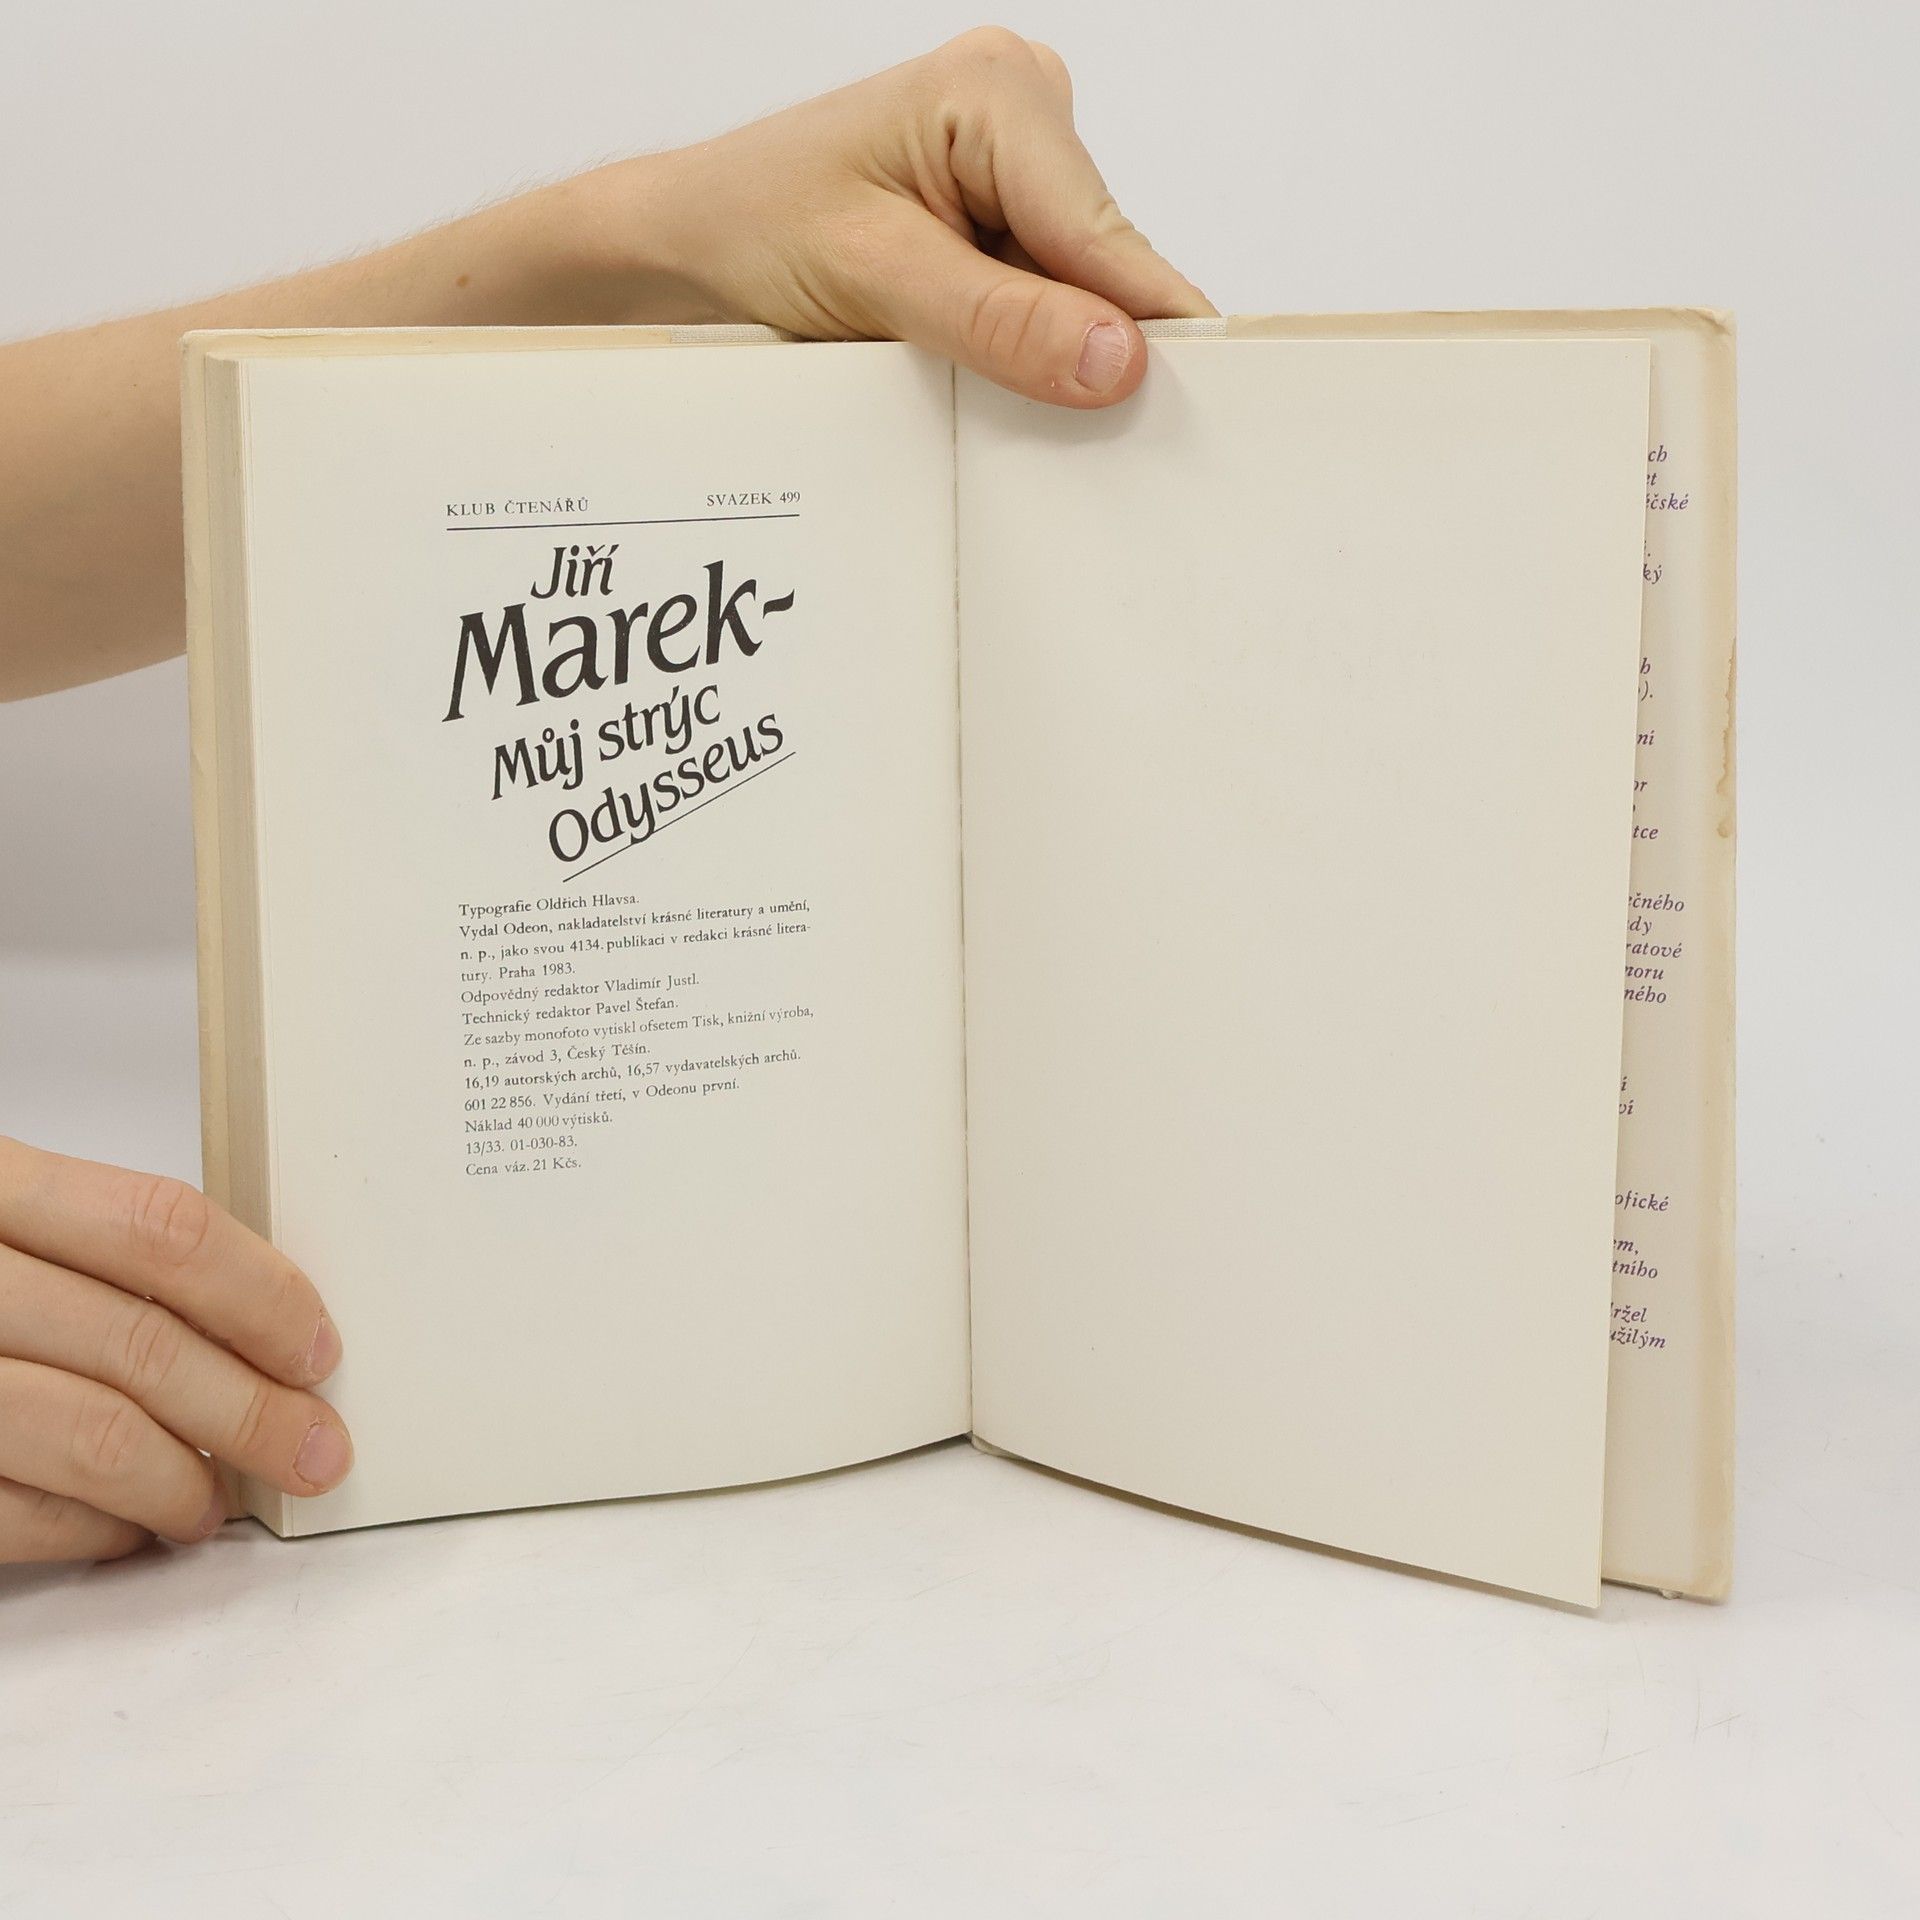 KLUB ČTENÁŘŮ SVAZEK 499
Jiří
Marek-
Můj strýc
Odysseus
Typografie Oldřich Hlavsa.
Vydal Odeon, nakladatelství krásné literatury a umění,
n. p., jako svou 4134. publikaci v redakci krásné litera-
tury. Praha 1983.
Odpovědný redaktor Vladimír Justl.
Technický redaktor Pavel Štefan.
Ze sazby monofoto vytiskl ofsetem Tisk, knižní výroba,
n. p., závod 3, Český Těšín.
16,19 autorských archů, 16,57 vydavatelských archů.
601 22 856. Vydání třetí, v Odeonu první.
Náklad 40 000 výtisků.
13/33. 01-030-83.
Cena váz. 21 Kčs.